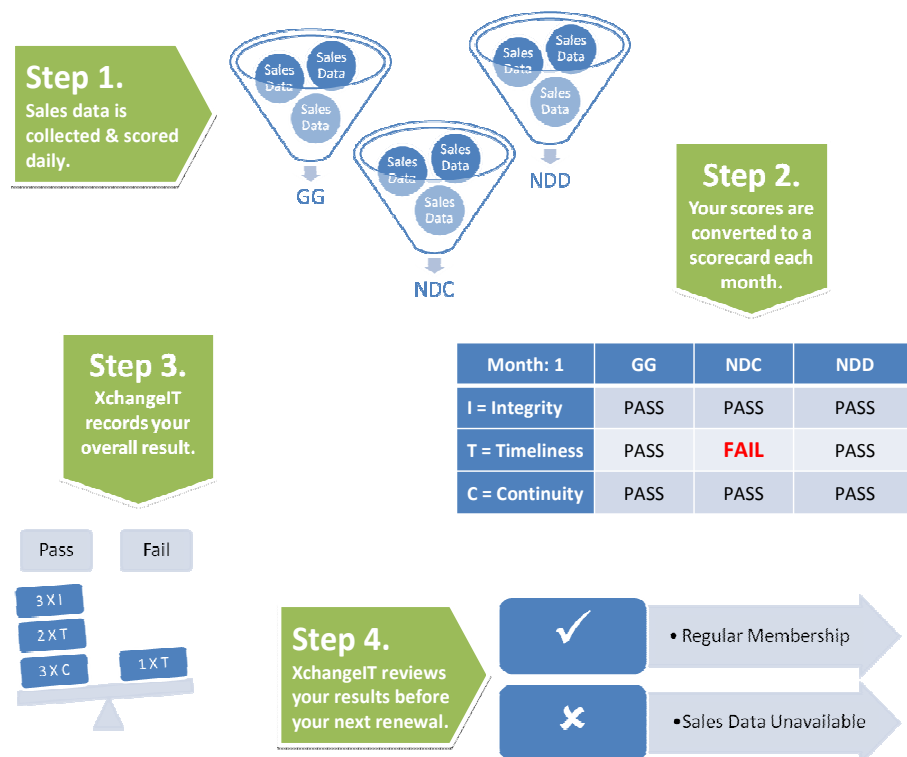 Step 1.
Sales data is
collected & scored
daily.
Sales
Data
Sales
Data
Sales
Data
GG
Sales
Data
Sales
Data
Sales
Data
NDC
Sales
Data
Sales
Data
Sales
Data
NDD
Step 2.
Your scores are
converted to a
scorecard each
month.
Month: 1 GG NDC NDD
I = Integrity PASS PASS PASS
T = Timeliness PASS FAIL PASS
C = Continuity PASS PASS PASS
Step 3.
XchangeIT
records your
overall result.
Pass Fail
3 X I
2 X T
3 X C 1 X T
Step 4.
XchangeIT reviews
your results before
your next renewal.
✓ • Regular Membership
✘ •Sales Data Unavailable